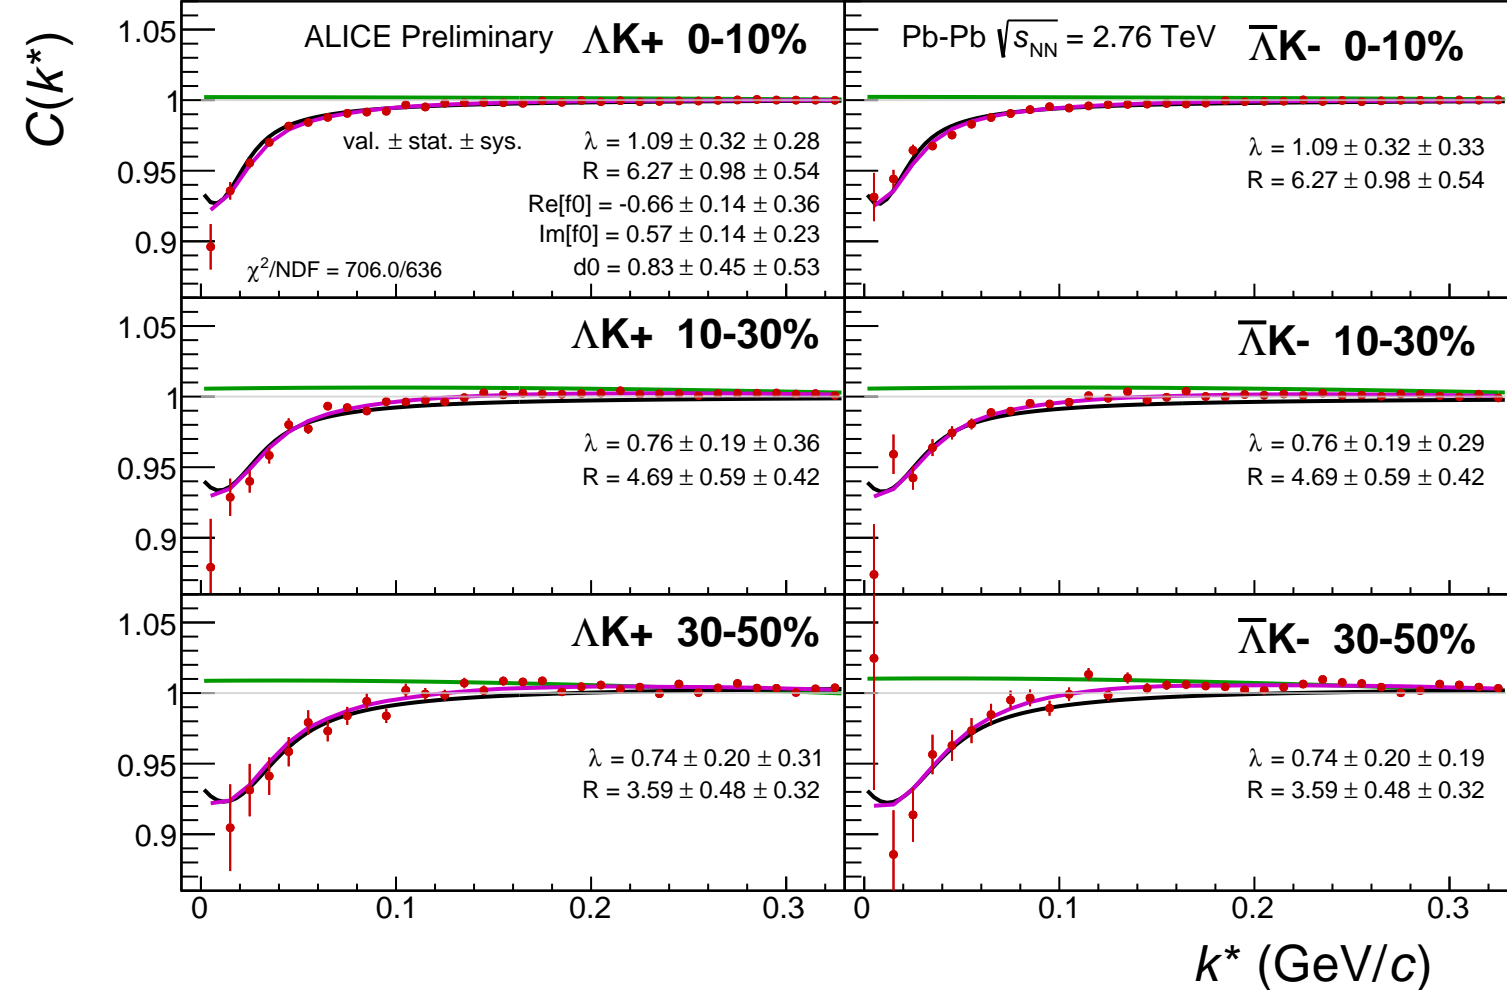 C(k*)
ALICE Preliminary ΛK+ 0-10%
1.05
1
0.95
0.9
val. ± stat. ± sys.
λ = 1.09 ± 0.32 ± 0.28
R = 6.27 ± 0.98 ± 0.54
Re[f0] = -0.66 ± 0.14 ± 0.36
Im[f0] = 0.57 ± 0.14 ± 0.23
d0 = 0.83 ± 0.45 ± 0.53
χ²/NDF = 706.0/636
Pb-Pb √s_NN = 2.76 TeV Λ̅K- 0-10%
λ = 1.09 ± 0.32 ± 0.33
R = 6.27 ± 0.98 ± 0.54
ΛK+ 10-30%
1.05
1
0.95
0.9
λ = 0.76 ± 0.19 ± 0.36
R = 4.69 ± 0.59 ± 0.42
Λ̅K- 10-30%
λ = 0.76 ± 0.19 ± 0.29
R = 4.69 ± 0.59 ± 0.42
ΛK+ 30-50%
1.05
1
0.95
0.9
λ = 0.74 ± 0.20 ± 0.31
R = 3.59 ± 0.48 ± 0.32
Λ̅K- 30-50%
λ = 0.74 ± 0.20 ± 0.19
R = 3.59 ± 0.48 ± 0.32
0 0.1 0.2 0.3
0 0.1 0.2 0.3
k* (GeV/c)